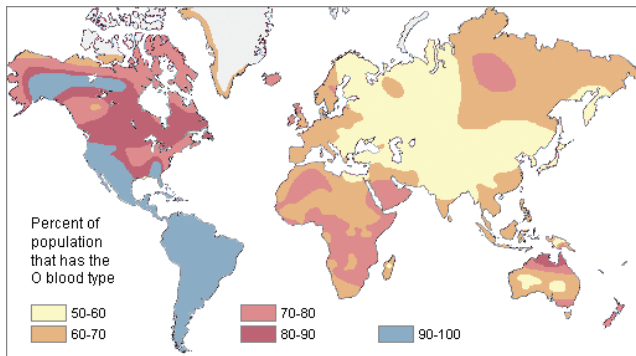 Percent of
population
that has the
O blood type
50-60
60-70
70-80
80-90
90-100